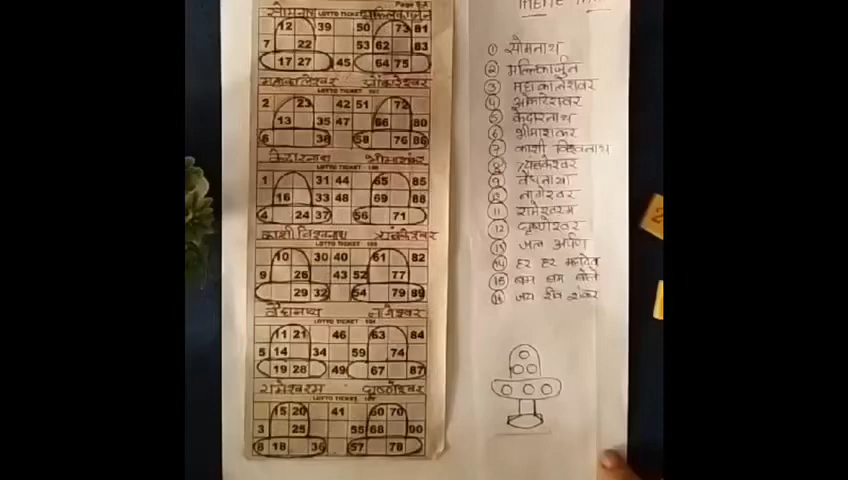 सोमनाथ LOTTO TICKET मल्लिकार्जुन
12 39 50 73 81
7 22 53 62 83
17 27 45 64 75
महाकालेश्वर ओंकारेश्वर
LOTTO TICKET
2 23 42 51 72
13 35 47 66 80
6 38 58 76 86
केदारनाथ भीमाशंकर
LOTTO TICKET
1 31 44 65 85
16 33 48 69 88
4 24 37 56 71
काशी विश्वनाथ त्र्यंबकेश्वर
LOTTO TICKET
10 30 40 61 82
9 26 43 52 77
29 32 54 79 89
वैद्यनाथ नागेश्वर
LOTTO TICKET
11 21 46 63 84
5 14 34 59 74
19 28 49 67 87
रामेश्वरम घृष्णेश्वर
LOTTO TICKET
15 20 41 60 70
3 25 55 68 90
8 18 36 57 78
① सोमनाथ
② मल्लिकार्जुन
③ महाकालेश्वर
④ ओंकारेश्वर
⑤ केदारनाथ
⑥ भीमाशंकर
⑦ काशी विश्वनाथ
⑧ त्र्यंबकेश्वर
⑨ वैद्यनाथ
⑩ नागेश्वर
⑪ रामेश्वरम
⑫ घृष्णेश्वर
⑬ जल अर्पण
⑭ हर हर महादेव
⑮ बम बम भोले
⑯ जय शिव शंकर